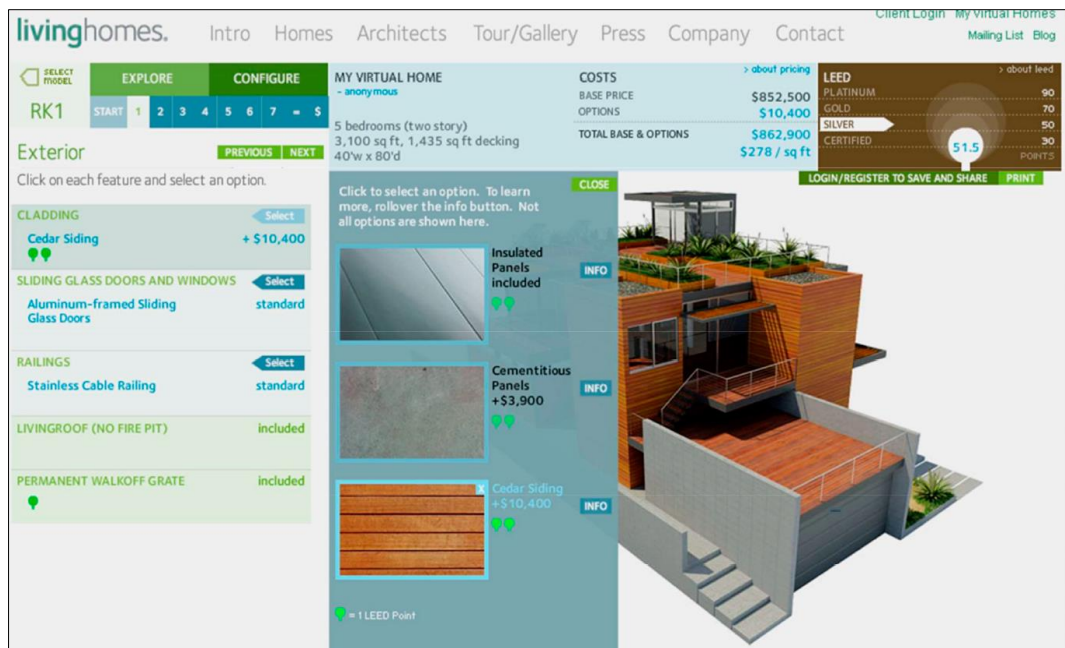 Client Login My Virtual Homes
livinghomes. Intro Homes Architects Tour/Gallery Press Company Contact
Mailing List Blog
SELECT MODEL
EXPLORE CONFIGURE
RK1 START 1 2 3 4 5 6 7 = $
Exterior PREVIOUS NEXT
Click on each feature and select an option.
CLADDING Select
Cedar Siding + $10,400
SLIDING GLASS DOORS AND WINDOWS Select
Aluminum-framed Sliding standard
Glass Doors
RAILINGS Select
Stainless Cable Railing standard
LIVINGROOF (NO FIRE PIT) included
PERMANENT WALKOFF GRATE included
MY VIRTUAL HOME
- anonymous
5 bedrooms (two story)
3,100 sq ft, 1,435 sq ft decking
40'w x 80'd
COSTS > about pricing
BASE PRICE $852,500
OPTIONS $10,400
TOTAL BASE & OPTIONS $862,900
$278 / sq ft
LEED > about leed
PLATINUM 90
GOLD 70
SILVER 50
CERTIFIED 30
51.5
POINTS
LOGIN/REGISTER TO SAVE AND SHARE PRINT
CLOSE
Click to select an option. To learn
more, rollover the info button. Not
all options are shown here.
Insulated
Panels
included
INFO
Cementitious
Panels
+$3,900
INFO
x
Cedar Siding
+$10,400
INFO
= 1 LEED Point